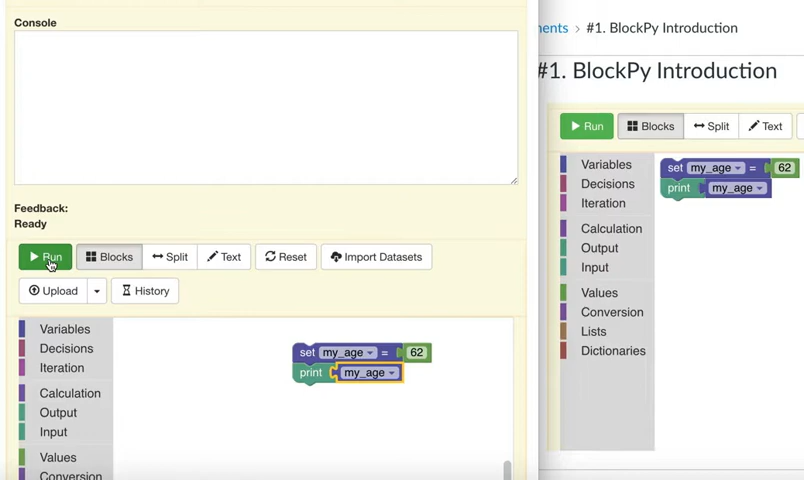 Console
Feedback:
Ready
Run Blocks Split Text Reset Import Datasets
Upload History
Variables
Decisions
Iteration
Calculation
Output
Input
Values
Conversion
set my_age = 62
print my_age
ents › #1. BlockPy Introduction
#1. BlockPy Introduction
Run Blocks Split Text
Variables
Decisions
Iteration
Calculation
Output
Input
Values
Conversion
Lists
Dictionaries
set my_age = 62
print my_age